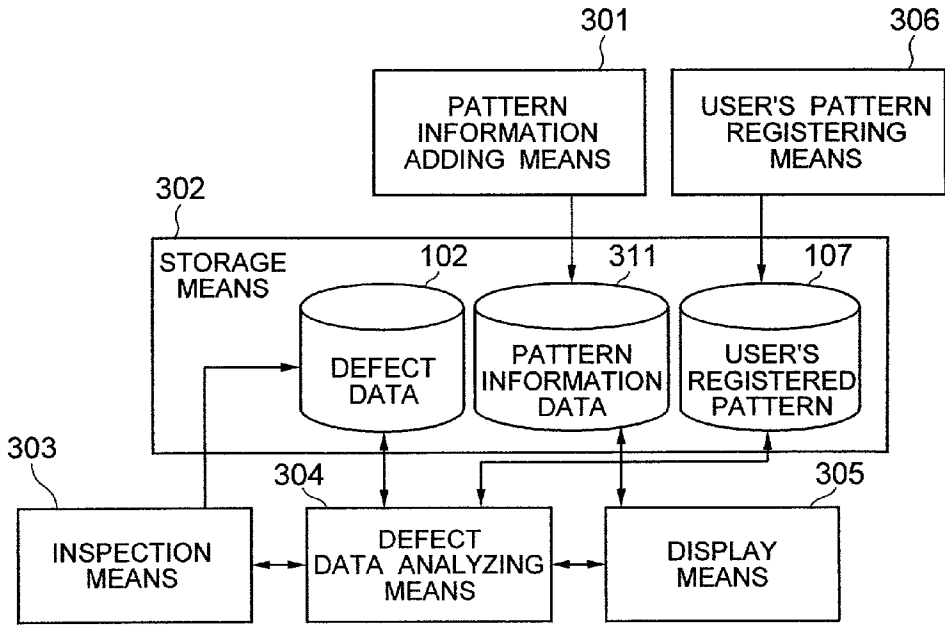 301
306
PATTERN
INFORMATION
ADDING MEANS
USER'S PATTERN
REGISTERING
MEANS
302
STORAGE
MEANS
102
311
107
DEFECT
DATA
PATTERN
INFORMATION
DATA
USER'S
REGISTERED
PATTERN
303
304
305
INSPECTION
MEANS
DEFECT
DATA ANALYZING
MEANS
DISPLAY
MEANS